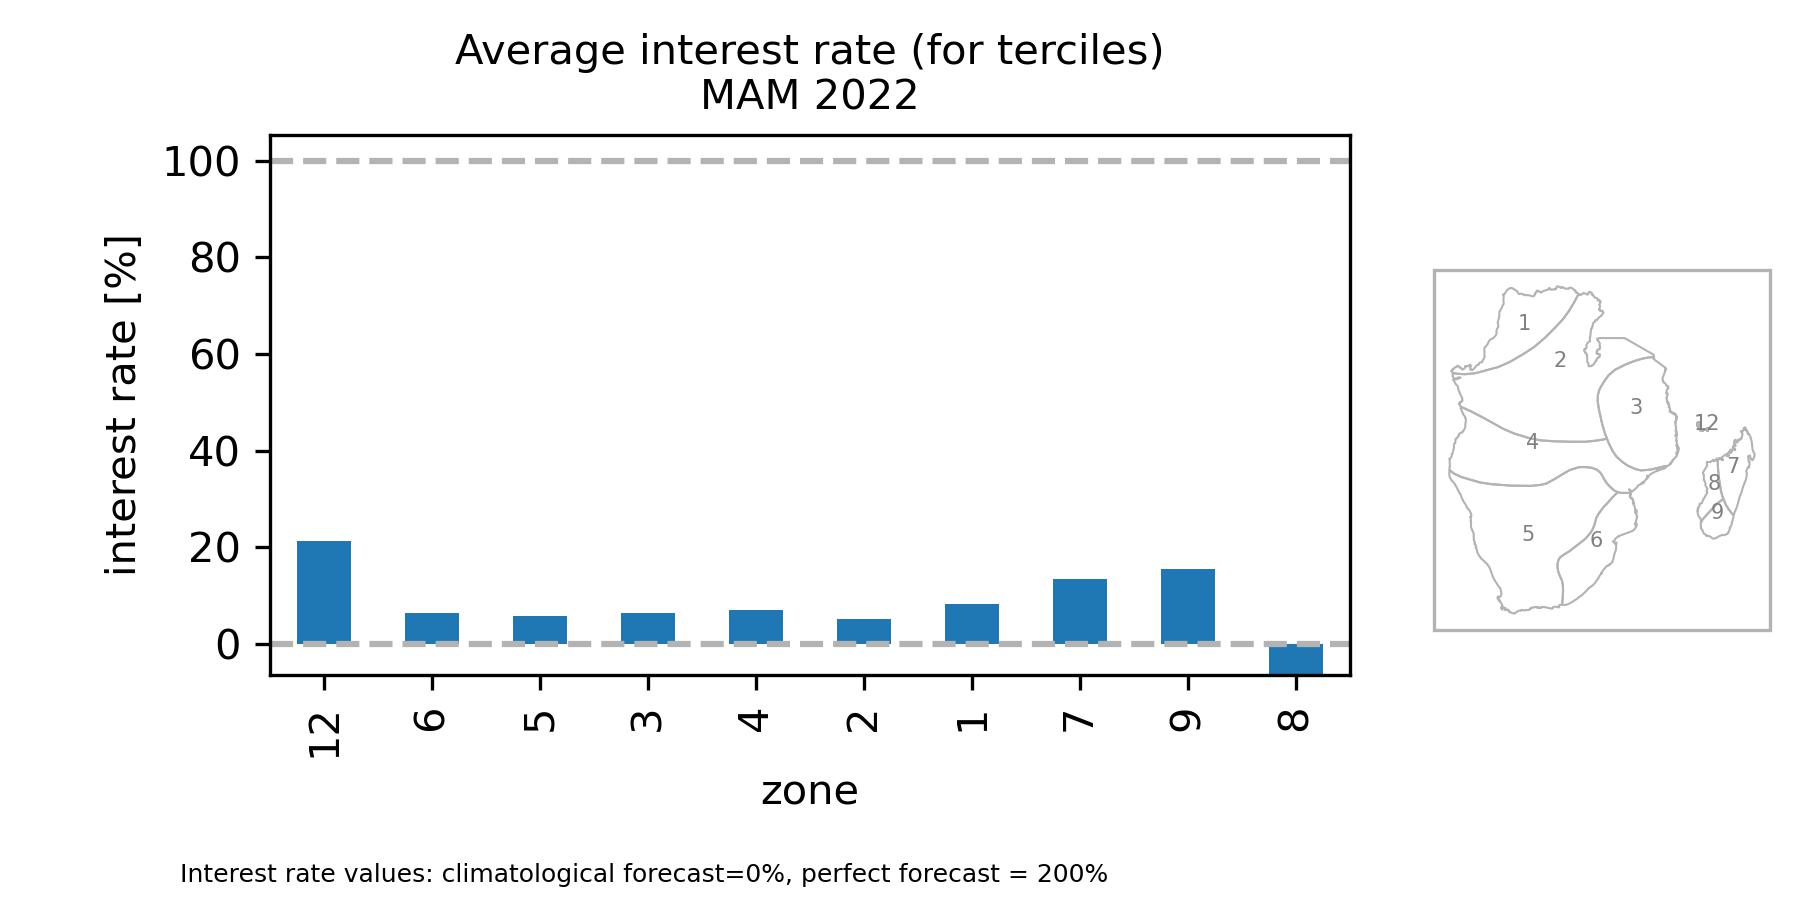 Average interest rate (for terciles)
MAM 2022
interest rate [%]
100
80
60
40
20
0
12 6 5 3 4 2 1 7 9 8
zone
1
2
3
12
4
7
8
9
5
6
Interest rate values: climatological forecast=0%, perfect forecast = 200%